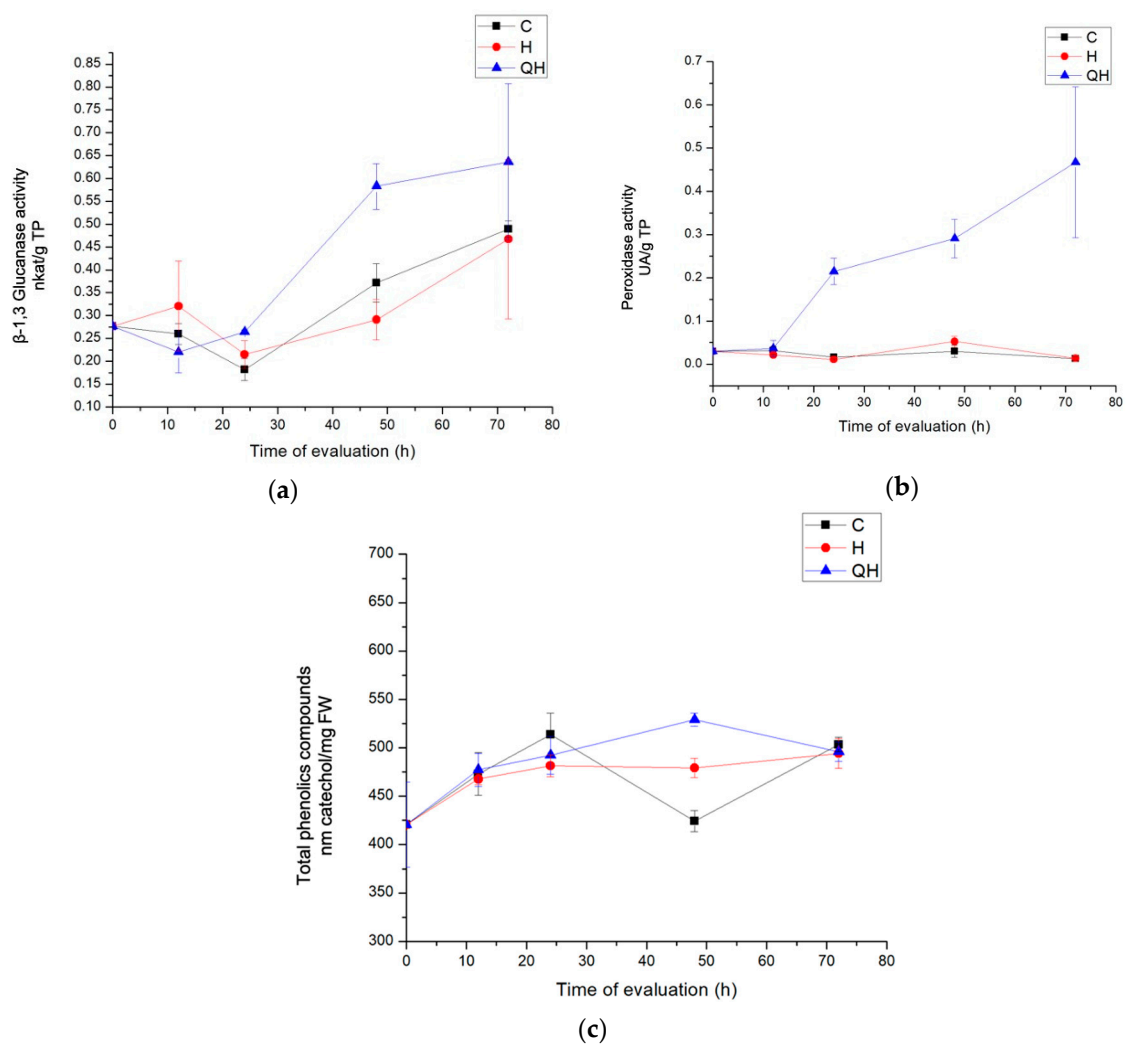 C
H
QH
0.85
0.80
0.75
0.70
0.65
0.60
0.55
0.50
0.45
0.40
0.35
0.30
0.25
0.20
0.15
0.10
β-1,3 Glucanase activity
nkat/g TP
0 10 20 30 40 50 60 70 80
Time of evaluation (h)
(a)
C
H
QH
0.7
0.6
0.5
0.4
0.3
0.2
0.1
0.0
Peroxidase activity
UA/g TP
0 10 20 30 40 50 60 70 80
Time of evaluation (h)
(b)
C
H
QH
700
650
600
550
500
450
400
350
300
Total phenolics compounds
nm catechol/mg FW
0 10 20 30 40 50 60 70 80
Time of evaluation (h)
(c)